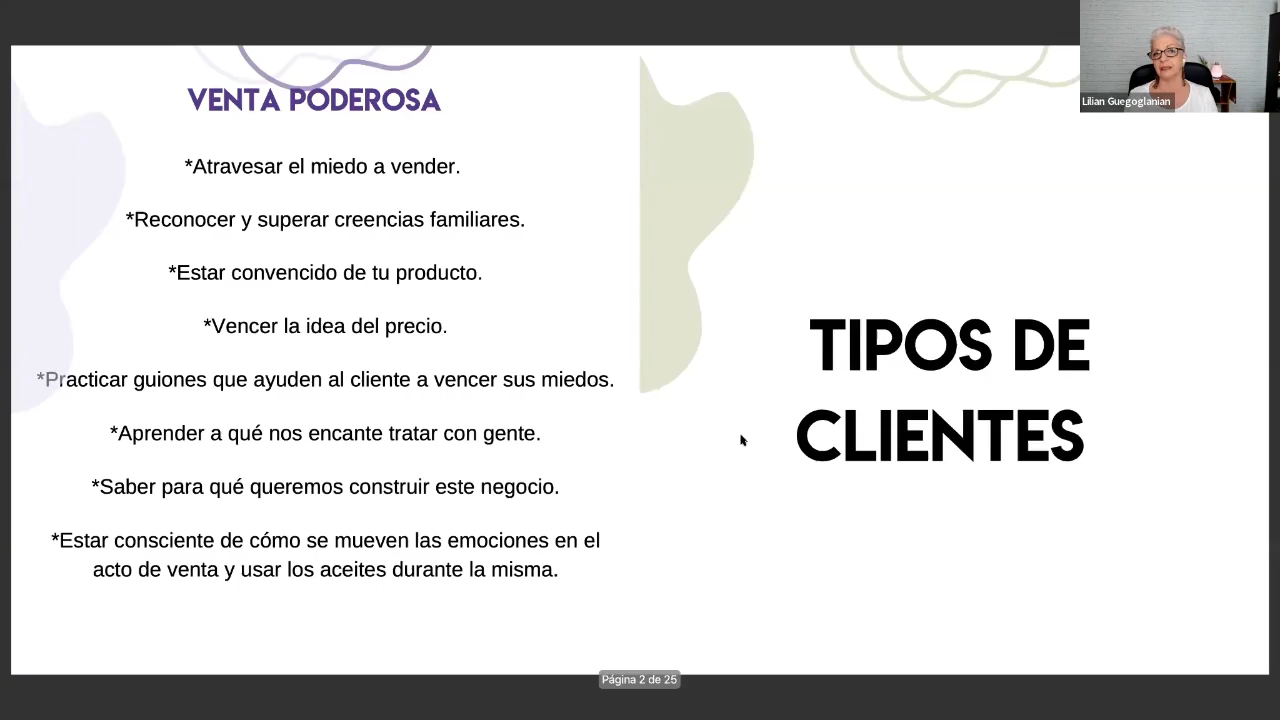 VENTA PODEROSA
*Atravesar el miedo a vender.
*Reconocer y superar creencias familiares.
*Estar convencido de tu producto.
*Vencer la idea del precio.
*Practicar guiones que ayuden al cliente a vencer sus miedos.
*Aprender a qué nos encante tratar con gente.
*Saber para qué queremos construir este negocio.
*Estar consciente de cómo se mueven las emociones en el
acto de venta y usar los aceites durante la misma.
TIPOS DE
CLIENTES
Lilian Guegoglanian
Página 2 de 25